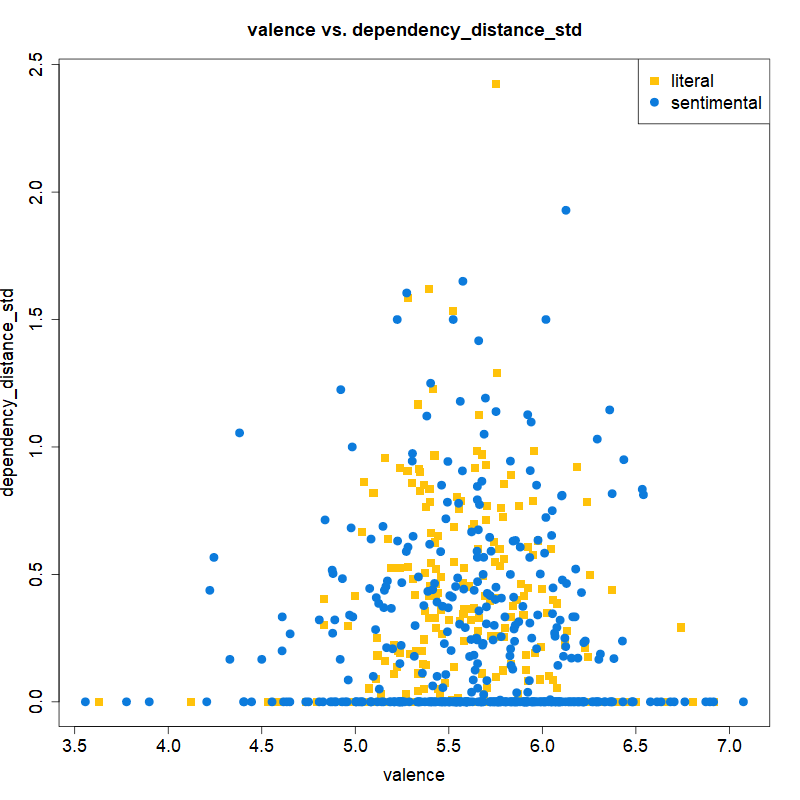 valence vs. dependency_distance_std
literal
sentimental
dependency_distance_std
2.5
2.0
1.5
1.0
0.5
0.0
3.5 4.0 4.5 5.0 5.5 6.0 6.5 7.0
valence